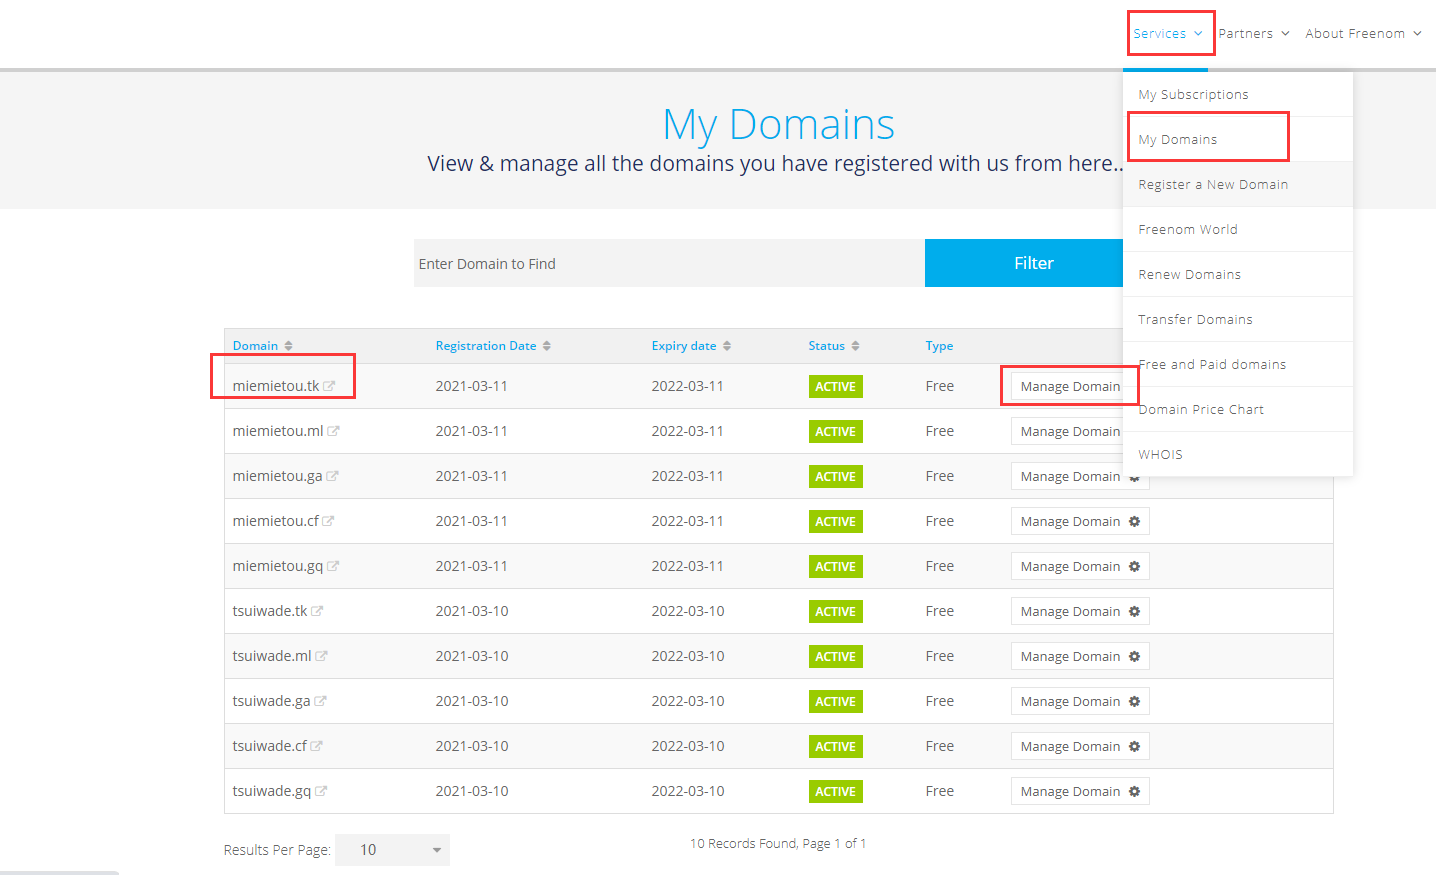 Services Partners About Freenom
My Subscriptions
My Domains
Register a New Domain
Freenom World
Renew Domains
Transfer Domains
Free and Paid domains
Domain Price Chart
WHOIS
My Domains
View & manage all the domains you have registered with us from here..
Enter Domain to Find Filter
Domain Registration Date Expiry date Status Type
miemietou.tk 2021-03-11 2022-03-11 ACTIVE Free Manage Domain
miemietou.ml 2021-03-11 2022-03-11 ACTIVE Free Manage Domain
miemietou.ga 2021-03-11 2022-03-11 ACTIVE Free Manage Domain
miemietou.cf 2021-03-11 2022-03-11 ACTIVE Free Manage Domain
miemietou.gq 2021-03-11 2022-03-11 ACTIVE Free Manage Domain
tsuiwade.tk 2021-03-10 2022-03-10 ACTIVE Free Manage Domain
tsuiwade.ml 2021-03-10 2022-03-10 ACTIVE Free Manage Domain
tsuiwade.ga 2021-03-10 2022-03-10 ACTIVE Free Manage Domain
tsuiwade.cf 2021-03-10 2022-03-10 ACTIVE Free Manage Domain
tsuiwade.gq 2021-03-10 2022-03-10 ACTIVE Free Manage Domain
Results Per Page: 10 10 Records Found, Page 1 of 1